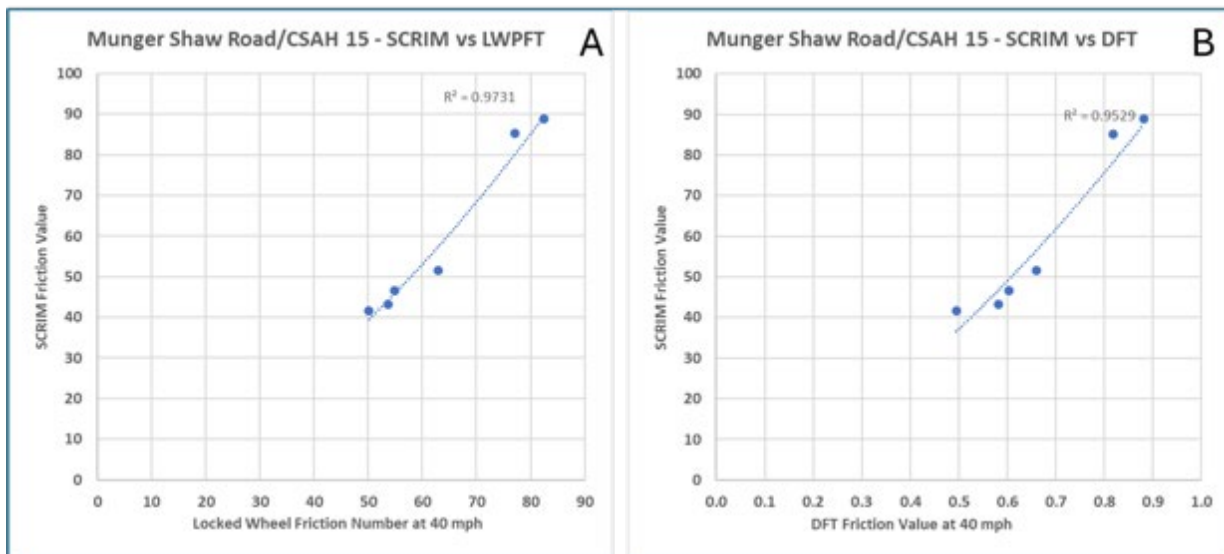 Munger Shaw Road/CSAH 15 - SCRIM vs LWPFT
A
100
90
80
70
60
50
40
30
20
10
0
SCRIM Friction Value
R² = 0.9731
0 10 20 30 40 50 60 70 80 90
Locked Wheel Friction Number at 40 mph
Munger Shaw Road/CSAH 15 - SCRIM vs DFT
B
100
90
80
70
60
50
40
30
20
10
0
SCRIM Friction Value
R² = 0.9529
0.0 0.1 0.2 0.3 0.4 0.5 0.6 0.7 0.8 0.9 1.0
DFT Friction Value at 40 mph